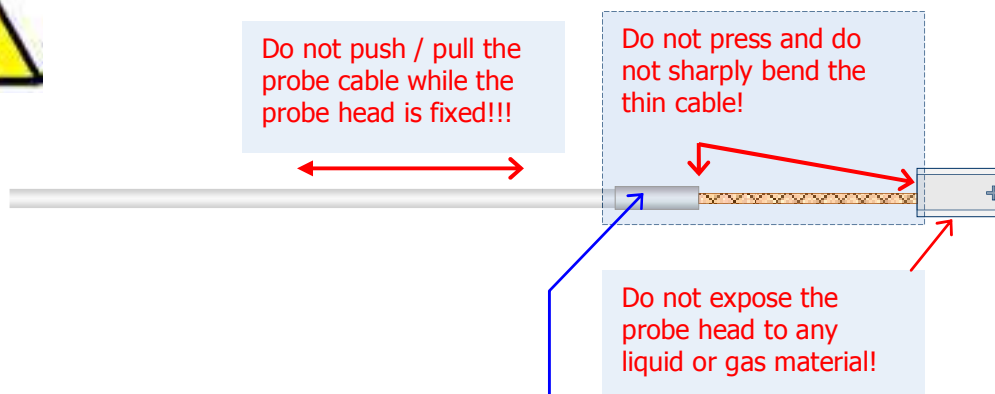 Do not push / pull the
probe cable while the
probe head is fixed!!!
Do not press and do
not sharply bend the
thin cable!
Do not expose the
probe head to any
liquid or gas material!